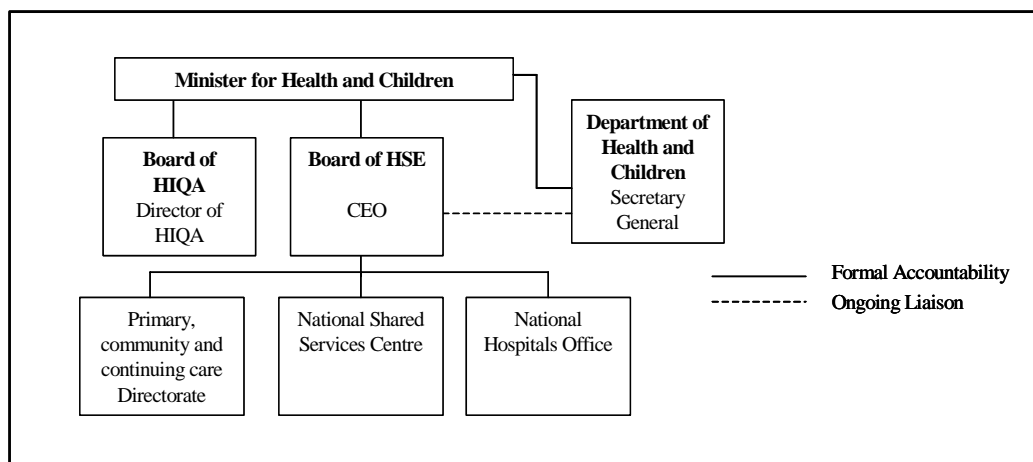 Minister for Health and Children
Board of
HIQA
Director of
HIQA
Board of HSE
CEO
Department of
Health and
Children
Secretary
General
Primary,
community and
continuing care
Directorate
National Shared
Services Centre
National
Hospitals Office
Formal Accountability
Ongoing Liaison